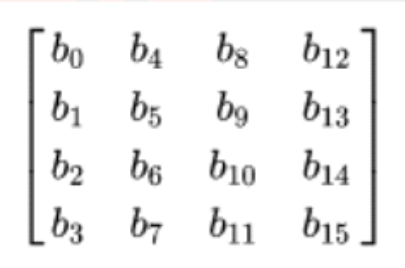 b₀ b₄ b₈ b₁₂
b₁ b₅ b₉ b₁₃
b₂ b₆ b₁₀ b₁₄
b₃ b₇ b₁₁ b₁₅